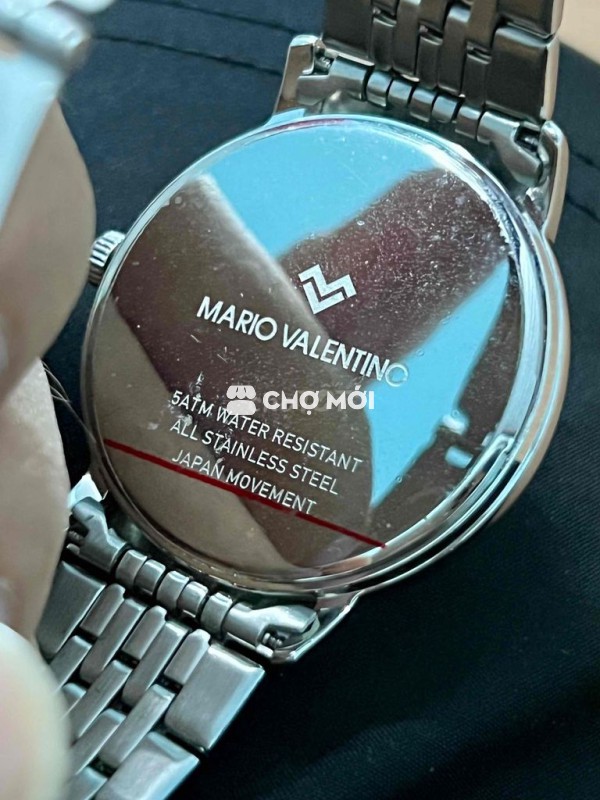 MARIO VALENTINO
CHỢ MỚI
5ATM WATER RESISTANT
ALL STAINLESS STEEL
JAPAN MOVEMENT